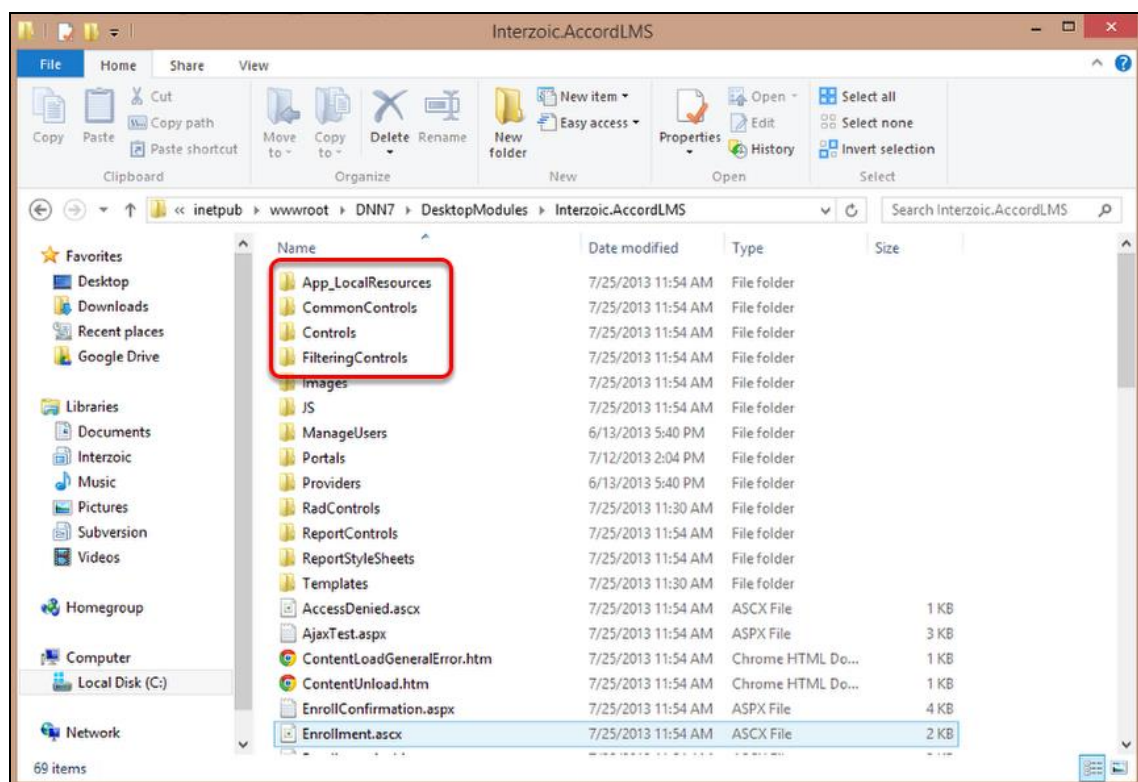 Interzoic.AccordLMS
File Home Share View
Copy Paste Cut Copy path Paste shortcut
Move to Copy to Delete Rename
New folder New item Easy access
Properties Open Edit History
Select all Select none Invert selection
Clipboard Organize New Open Select
« inetpub wwwroot DNN7 DesktopModules Interzoic.AccordLMS Search Interzoic.AccordLMS
Favorites
Desktop
Downloads
Recent places
Google Drive
Libraries
Documents
Interzoic
Music
Pictures
Subversion
Videos
Homegroup
Computer
Local Disk (C:)
Network
Name Date modified Type Size
App_LocalResources 7/25/2013 11:54 AM File folder
CommonControls 7/25/2013 11:54 AM File folder
Controls 7/25/2013 11:54 AM File folder
FilteringControls 7/25/2013 11:54 AM File folder
Images 7/25/2013 11:54 AM File folder
JS 7/25/2013 11:54 AM File folder
ManageUsers 6/13/2013 5:40 PM File folder
Portals 7/12/2013 2:04 PM File folder
Providers 6/13/2013 5:40 PM File folder
RadControls 7/25/2013 11:30 AM File folder
ReportControls 7/25/2013 11:54 AM File folder
ReportStyleSheets 7/25/2013 11:54 AM File folder
Templates 7/25/2013 11:30 AM File folder
AccessDenied.ascx 7/25/2013 11:54 AM ASCX File 1 KB
AjaxTest.aspx 7/25/2013 11:54 AM ASPX File 3 KB
ContentLoadGeneralError.htm 7/25/2013 11:54 AM Chrome HTML Do... 1 KB
ContentUnload.htm 7/25/2013 11:54 AM Chrome HTML Do... 1 KB
EnrollConfirmation.aspx 7/25/2013 11:54 AM ASPX File 4 KB
Enrollment.ascx 7/25/2013 11:54 AM ASCX File 2 KB
69 items